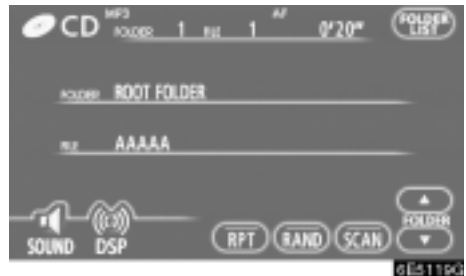 CD MP3 FOLDER 1 FILE 1 AF 0'20" FOLDER LIST
FOLDER ROOT FOLDER
FILE AAAAA
SOUND DSP RPT RAND SCAN FOLDER